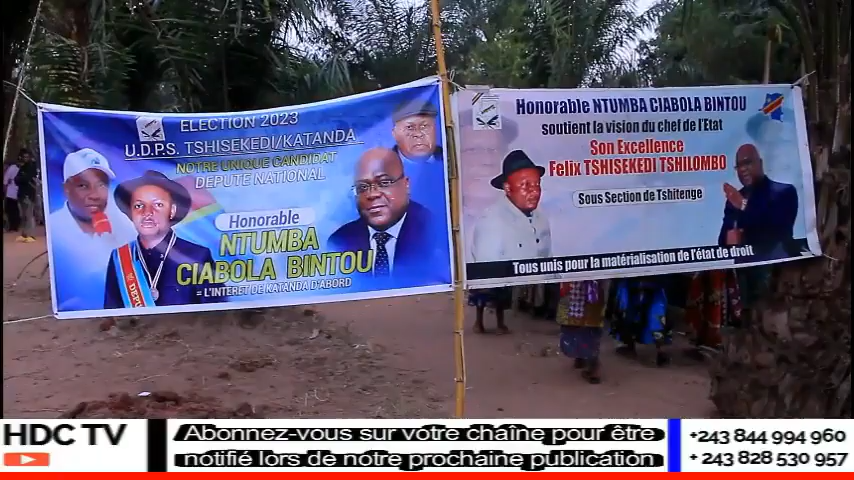 ELECTION 2023
U.D.P.S. TSHISEKEDI/KATANDA
NOTRE UNIQUE CANDIDAT
DEPUTE NATIONAL
Honorable
NTUMBA
CIABOLA BINTOU
= L'INTERET DE KATANDA D'ABORD
Honorable NTUMBA CIABOLA BINTOU
soutient la vision du chef de l'Etat
Son Excellence
Felix TSHISEKEDI TSHILOMBO
Sous Section de Tshitenge
Tous unis pour la matérialisation de l'état de droit
HDC TV
Abonnez-vous sur vôtre chaîne pour être
notifié lors de notre prochaine publication
+243 844 994 960
+ 243 828 530 957